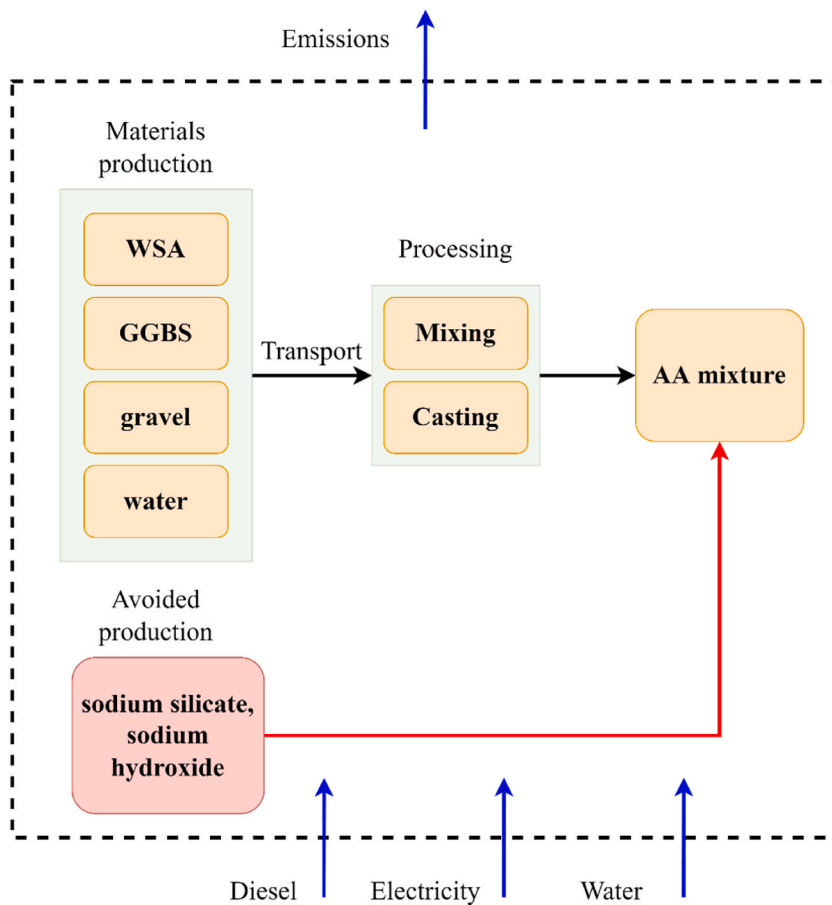 Emissions
Materials
production
WSA
GGBS
gravel
water
Transport
Processing
Mixing
Casting
AA mixture
Avoided
production
sodium silicate,
sodium
hydroxide
Diesel
Electricity
Water